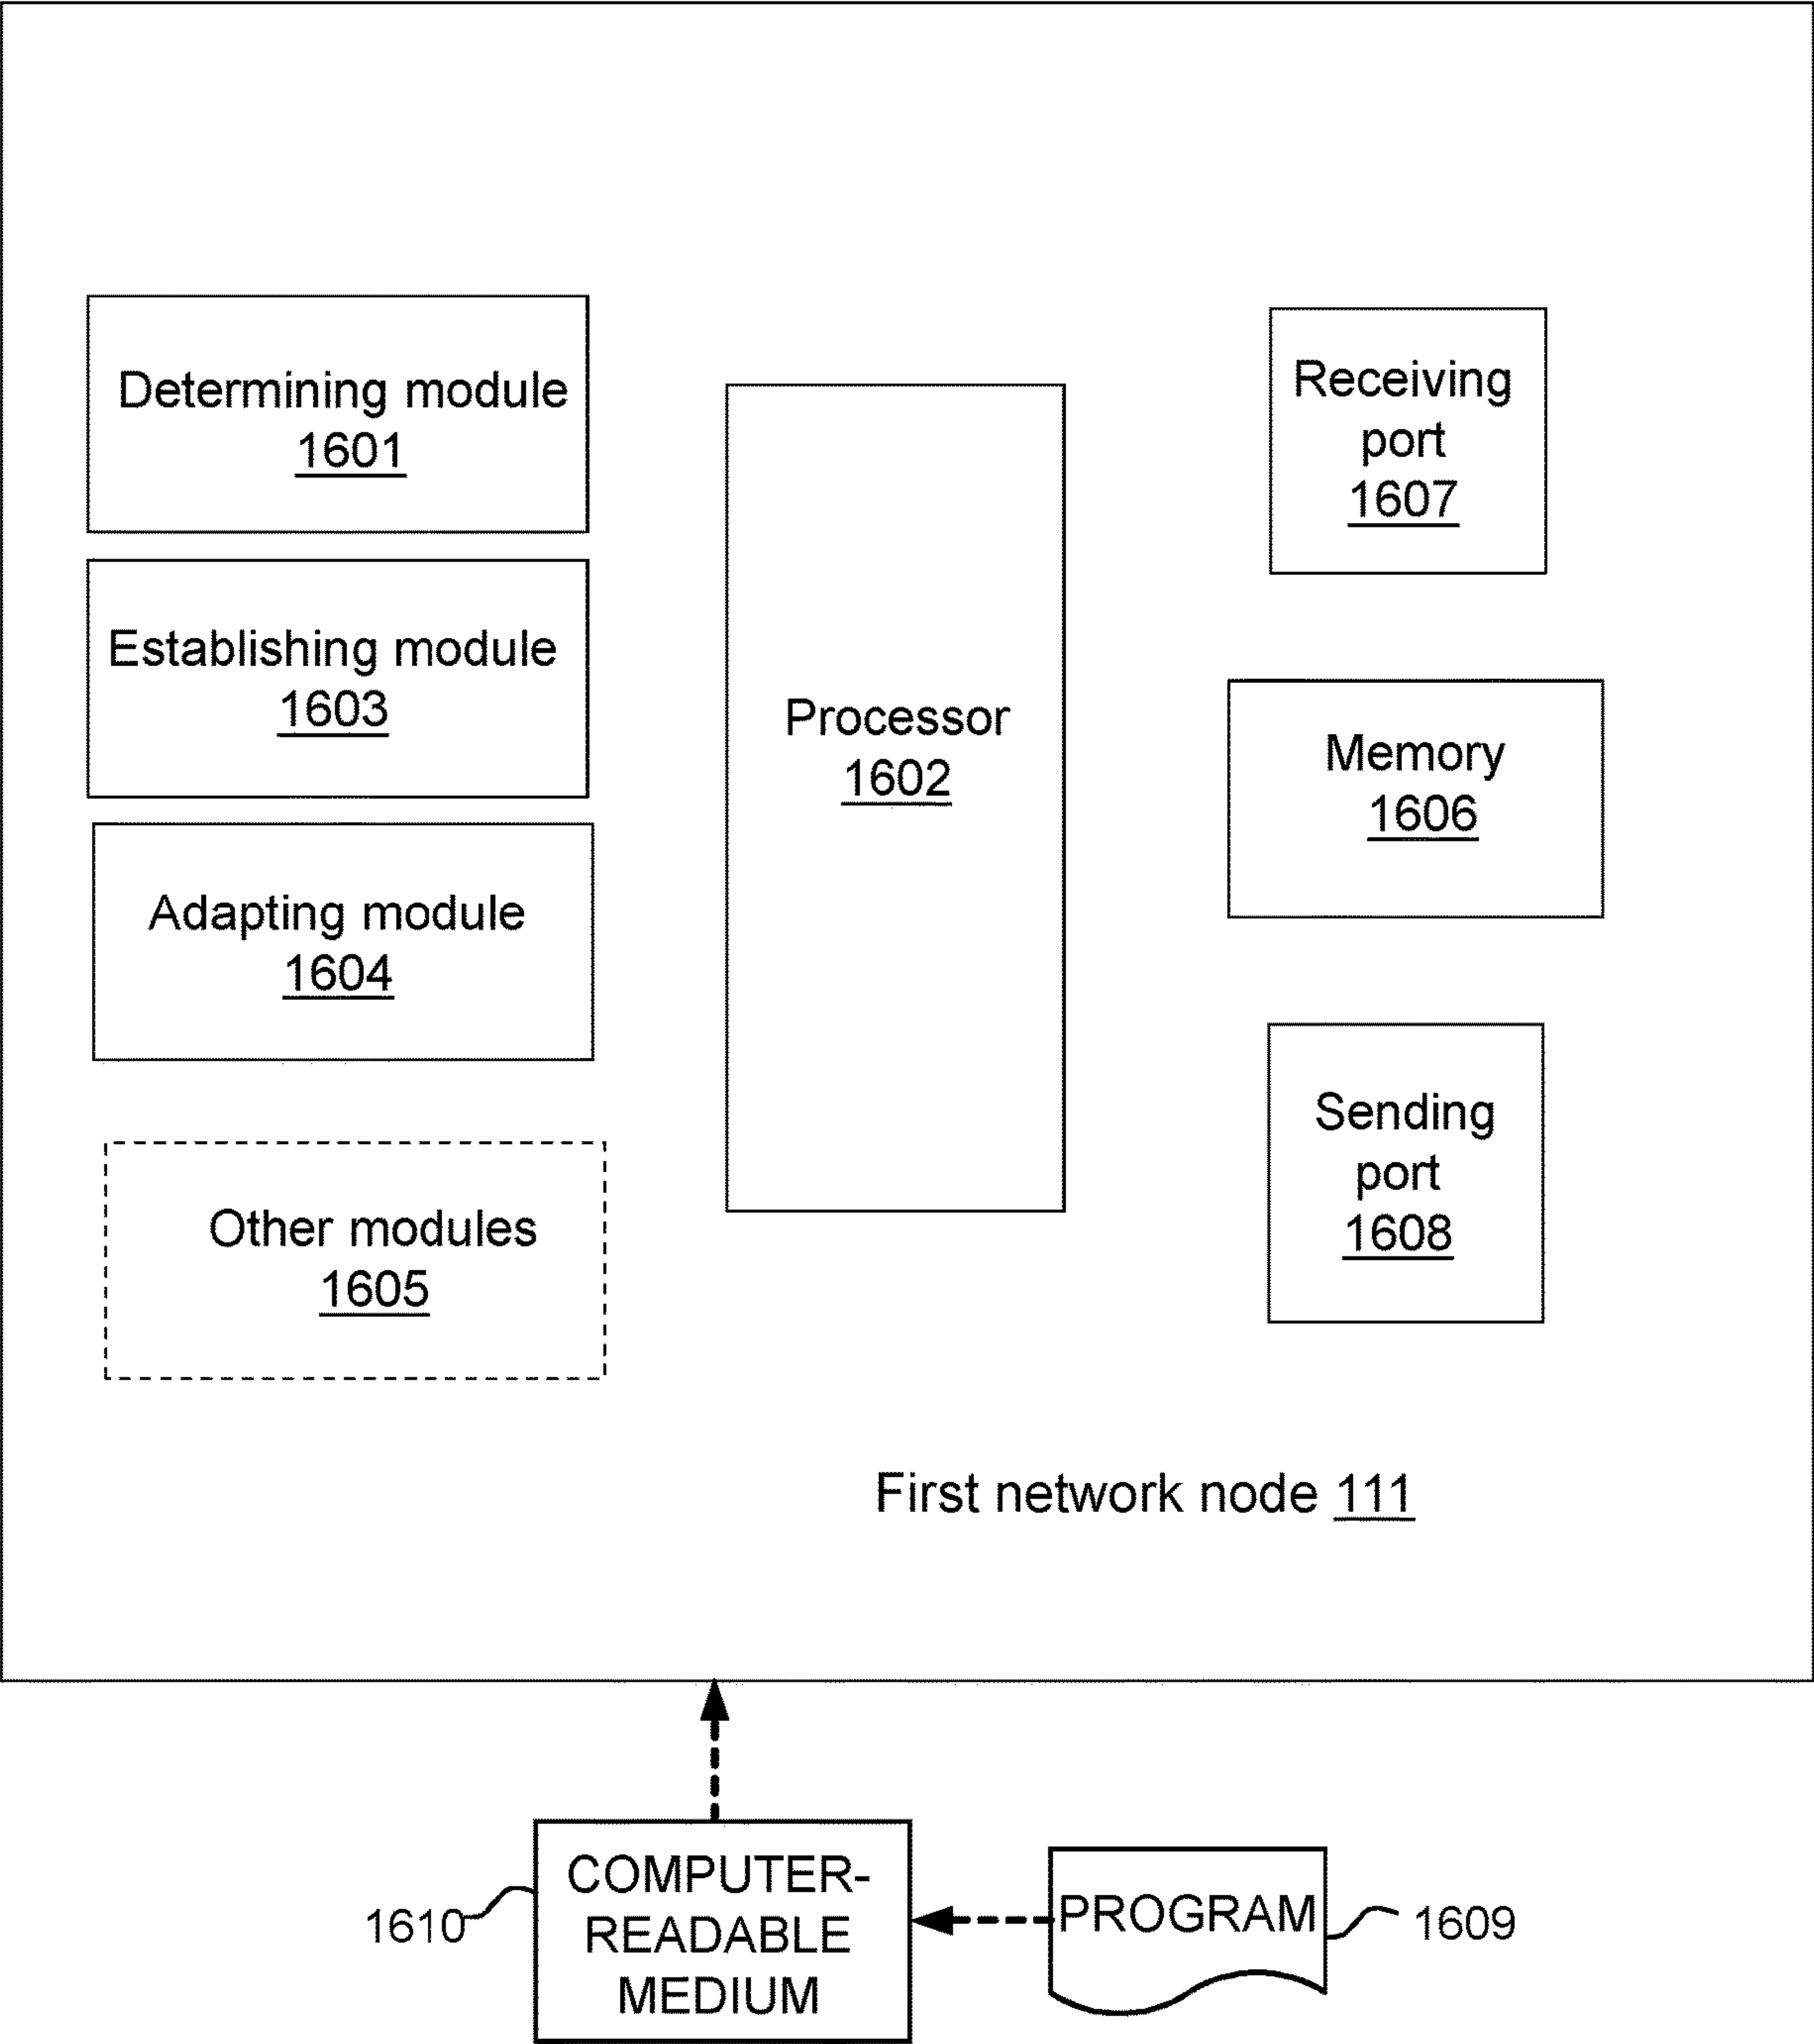 Determining module
1601
Establishing module
1603
Adapting module
1604
Other modules
1605
Processor
1602
Receiving
port
1607
Memory
1606
Sending
port
1608
First network node 111
COMPUTER-
READABLE
MEDIUM
1610
PROGRAM
1609